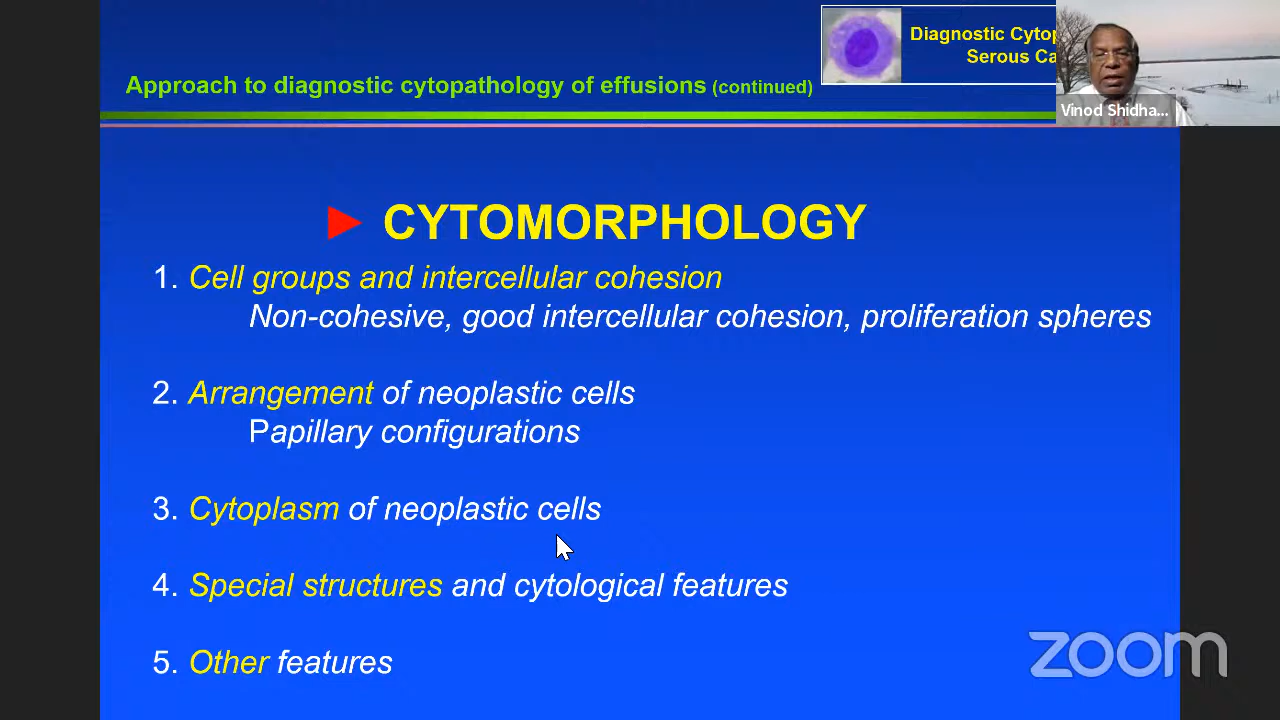 Diagnostic
Serous
Approach to diagnostic cytopathology of effusions (continued)
Vinod Shidha...
► CYTOMORPHOLOGY
1. Cell groups and intercellular cohesion
Non-cohesive, good intercellular cohesion, proliferation spheres
2. Arrangement of neoplastic cells
Papillary configurations
3. Cytoplasm of neoplastic cells
4. Special structures and cytological features
5. Other features
zoom